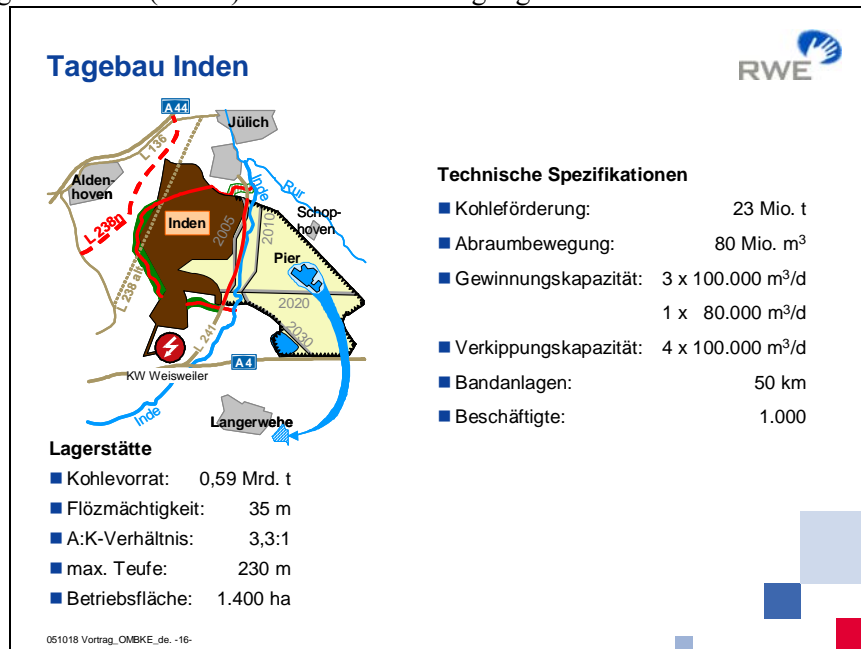 Tagebau Inden
RWE
A 44
Jülich
L 136
Alden-
hoven
L 238n
Inden
Inde
Rur
Schop-
hoven
2005
2010
Pier
L 238 alt
2020
2030
L 241
KW Weisweiler
A 4
Inde
Langerwehe
Lagerstätte
Kohlevorrat: 0,59 Mrd. t
Flözmächtigkeit: 35 m
A:K-Verhältnis: 3,3:1
max. Teufe: 230 m
Betriebsfläche: 1.400 ha
Technische Spezifikationen
Kohleförderung: 23 Mio. t
Abraumbewegung: 80 Mio. m³
Gewinnungskapazität: 3 x 100.000 m³/d
1 x 80.000 m³/d
Verkippungskapazität: 4 x 100.000 m³/d
Bandanlagen: 50 km
Beschäftigte: 1.000
051018 Vortrag_OMBKE_de. -16-